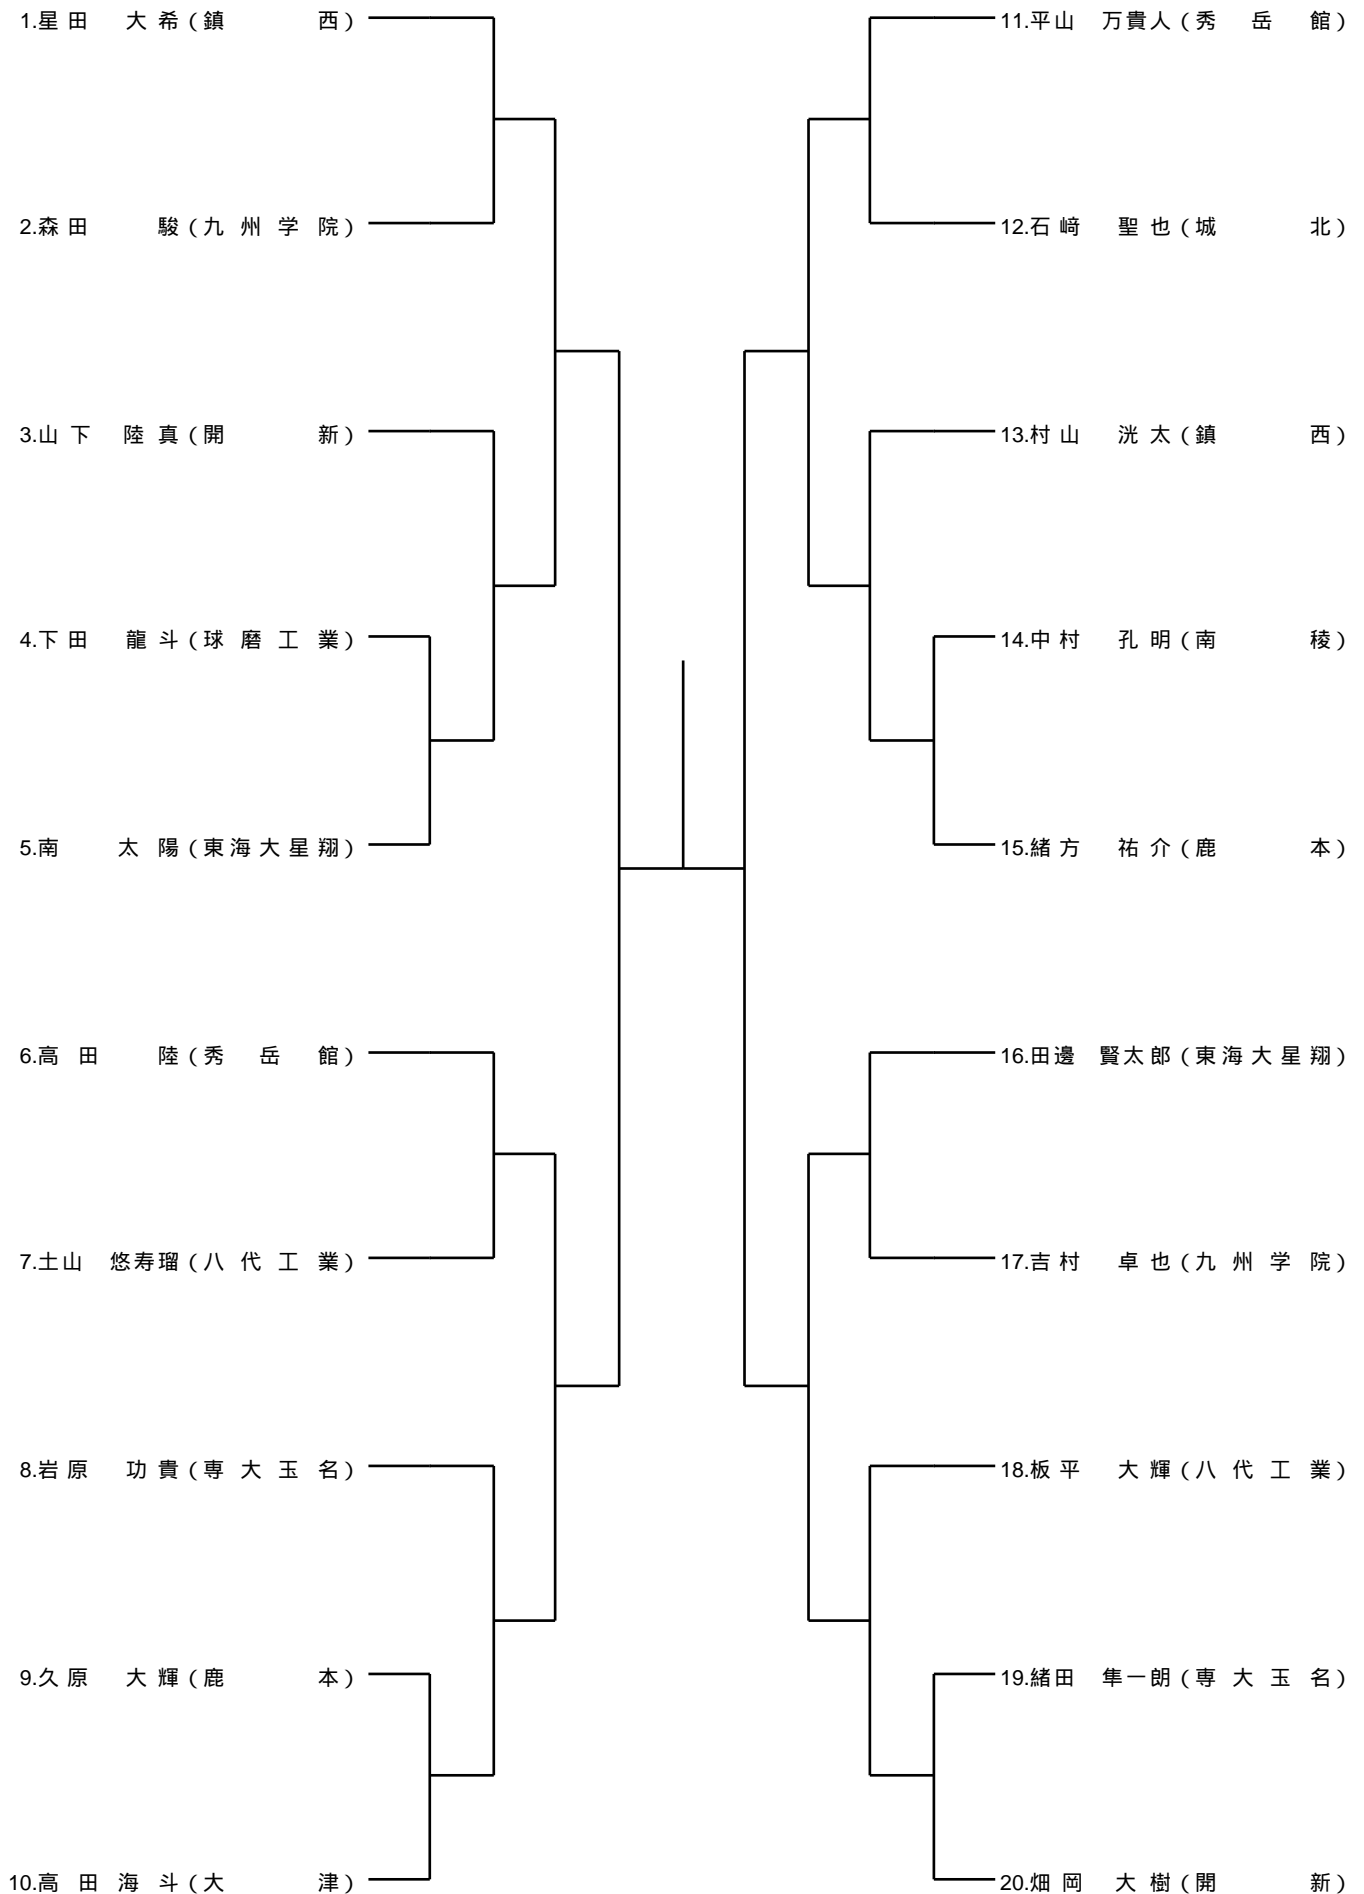 1.星田 大希(鎮 西)
2.森田 駿(九州学院)
3.山下 陸真(開 新)
4.下田 龍斗(球磨工業)
5.南 太陽(東海大星翔)
6.高田 陸(秀岳館)
7.土山 悠寿瑠(八代工業)
8.岩原 功貴(専大玉名)
9.久原 大輝(鹿 本)
10.高田 海斗(大 津)
11.平山 万貴人(秀岳館)
12.石﨑 聖也(城 北)
13.村山 洸太(鎮 西)
14.中村 孔明(南 稜)
15.緒方 祐介(鹿 本)
16.田邊 賢太郎(東海大星翔)
17.吉村 卓也(九州学院)
18.板平 大輝(八代工業)
19.緒田 隼一朗(専大玉名)
20.畑岡 大樹(開 新)